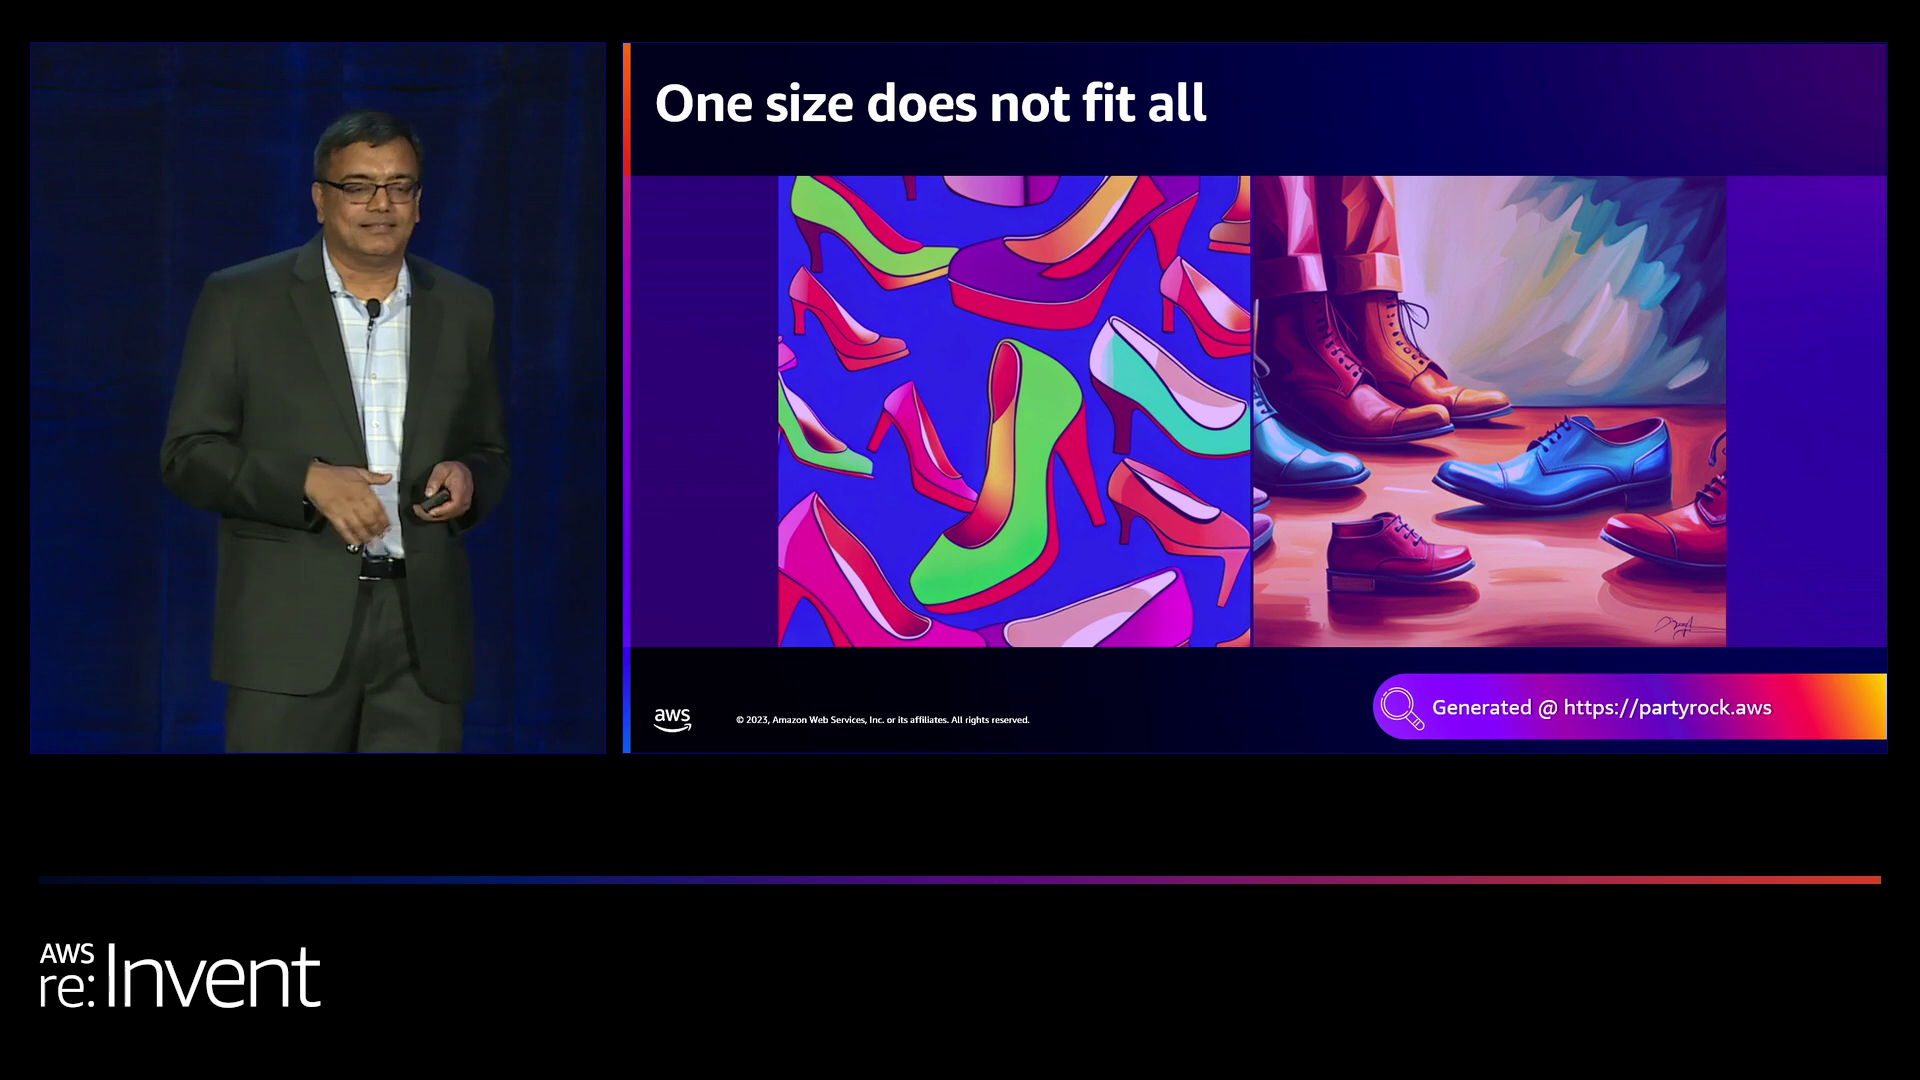 One size does not fit all
aws
© 2023, Amazon Web Services, Inc. or its affiliates. All rights reserved.
Generated @ https://partyrock.aws
AWS
re:Invent